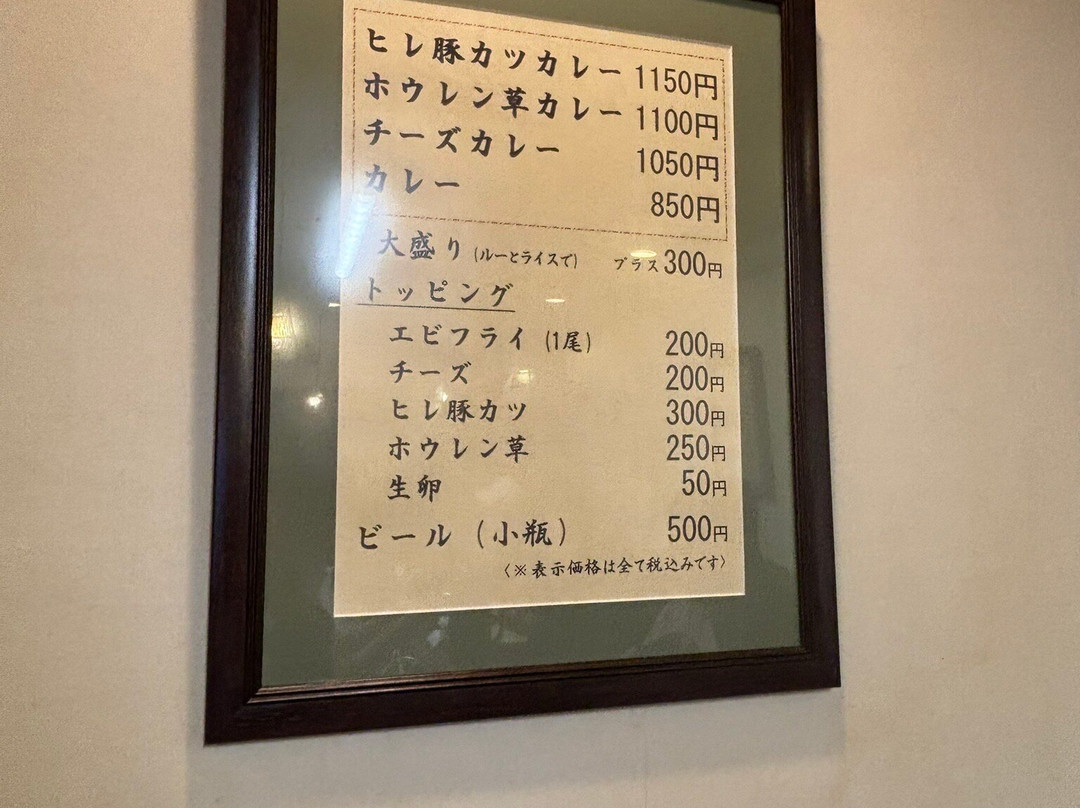 ヒレ豚カツカレー 1150円
ホウレン草カレー 1100円
チーズカレー 1050円
カレー 850円
大盛り (ルーとライスで) プラス300円
トッピング
エビフライ (1尾) 200円
チーズ 200円
ヒレ豚カツ 300円
ホウレン草 250円
生卵 50円
ビール (小瓶) 500円
〈※表示価格は全て税込みです〉